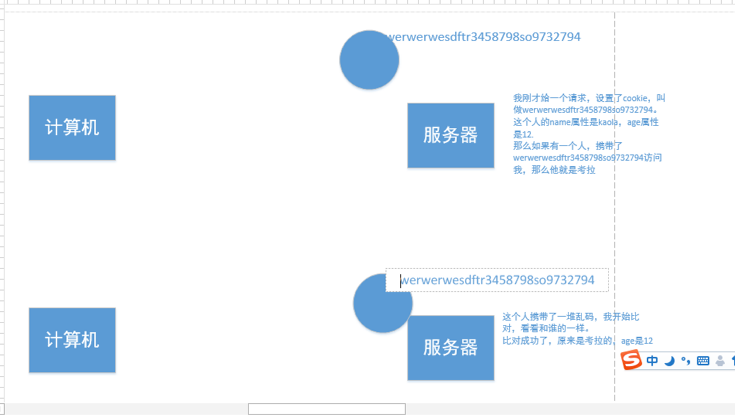 werwerwesdftr3458798so9732794
计算机
服务器
我刚才给一个请求，设置了cookie，叫
做werwerwesdftr3458798so9732794。
这个人的name属性是kaola，age属性
是12.
那么如果有一个人，携带了
werwerwesdftr3458798so9732794访问
我，那么他就是考拉
werwerwesdftr3458798so9732794
计算机
服务器
这个人携带了一堆乱码，我开始比
对，看看和谁的一样。
比对成功了，原来是考拉的，age是12
中